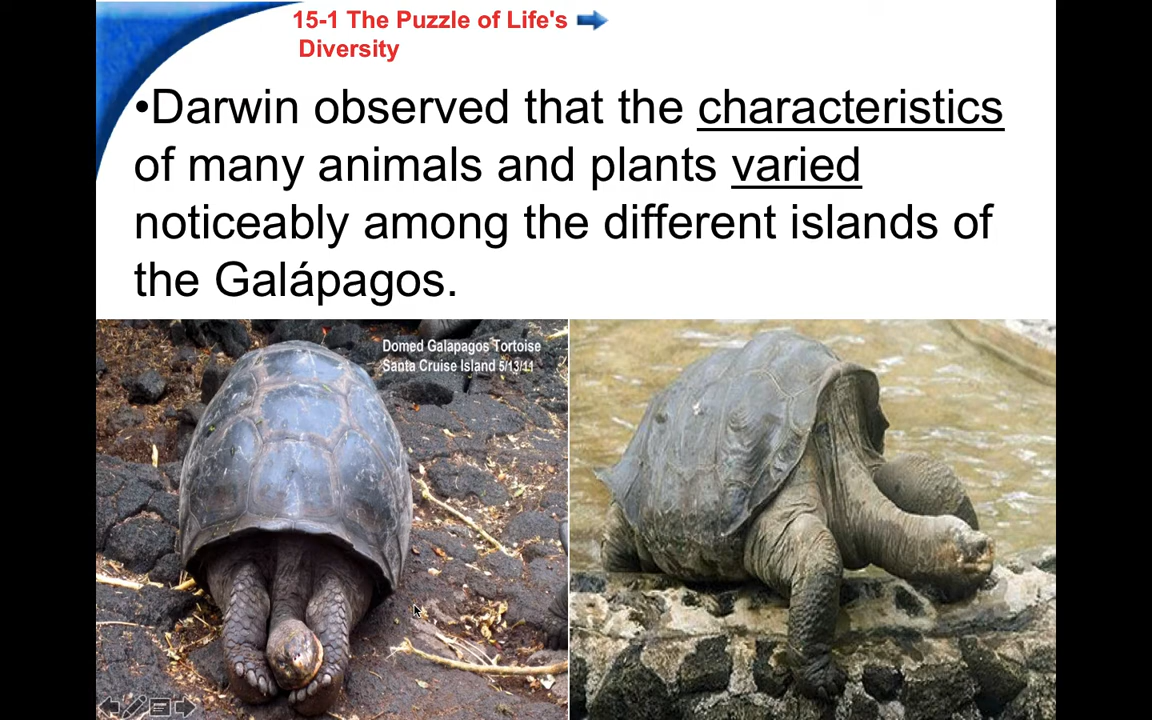 15-1 The Puzzle of Life's
Diversity
•Darwin observed that the characteristics
of many animals and plants varied
noticeably among the different islands of
the Galápagos.
Domed Galapagos Tortoise
Santa Cruise Island 5/13/11